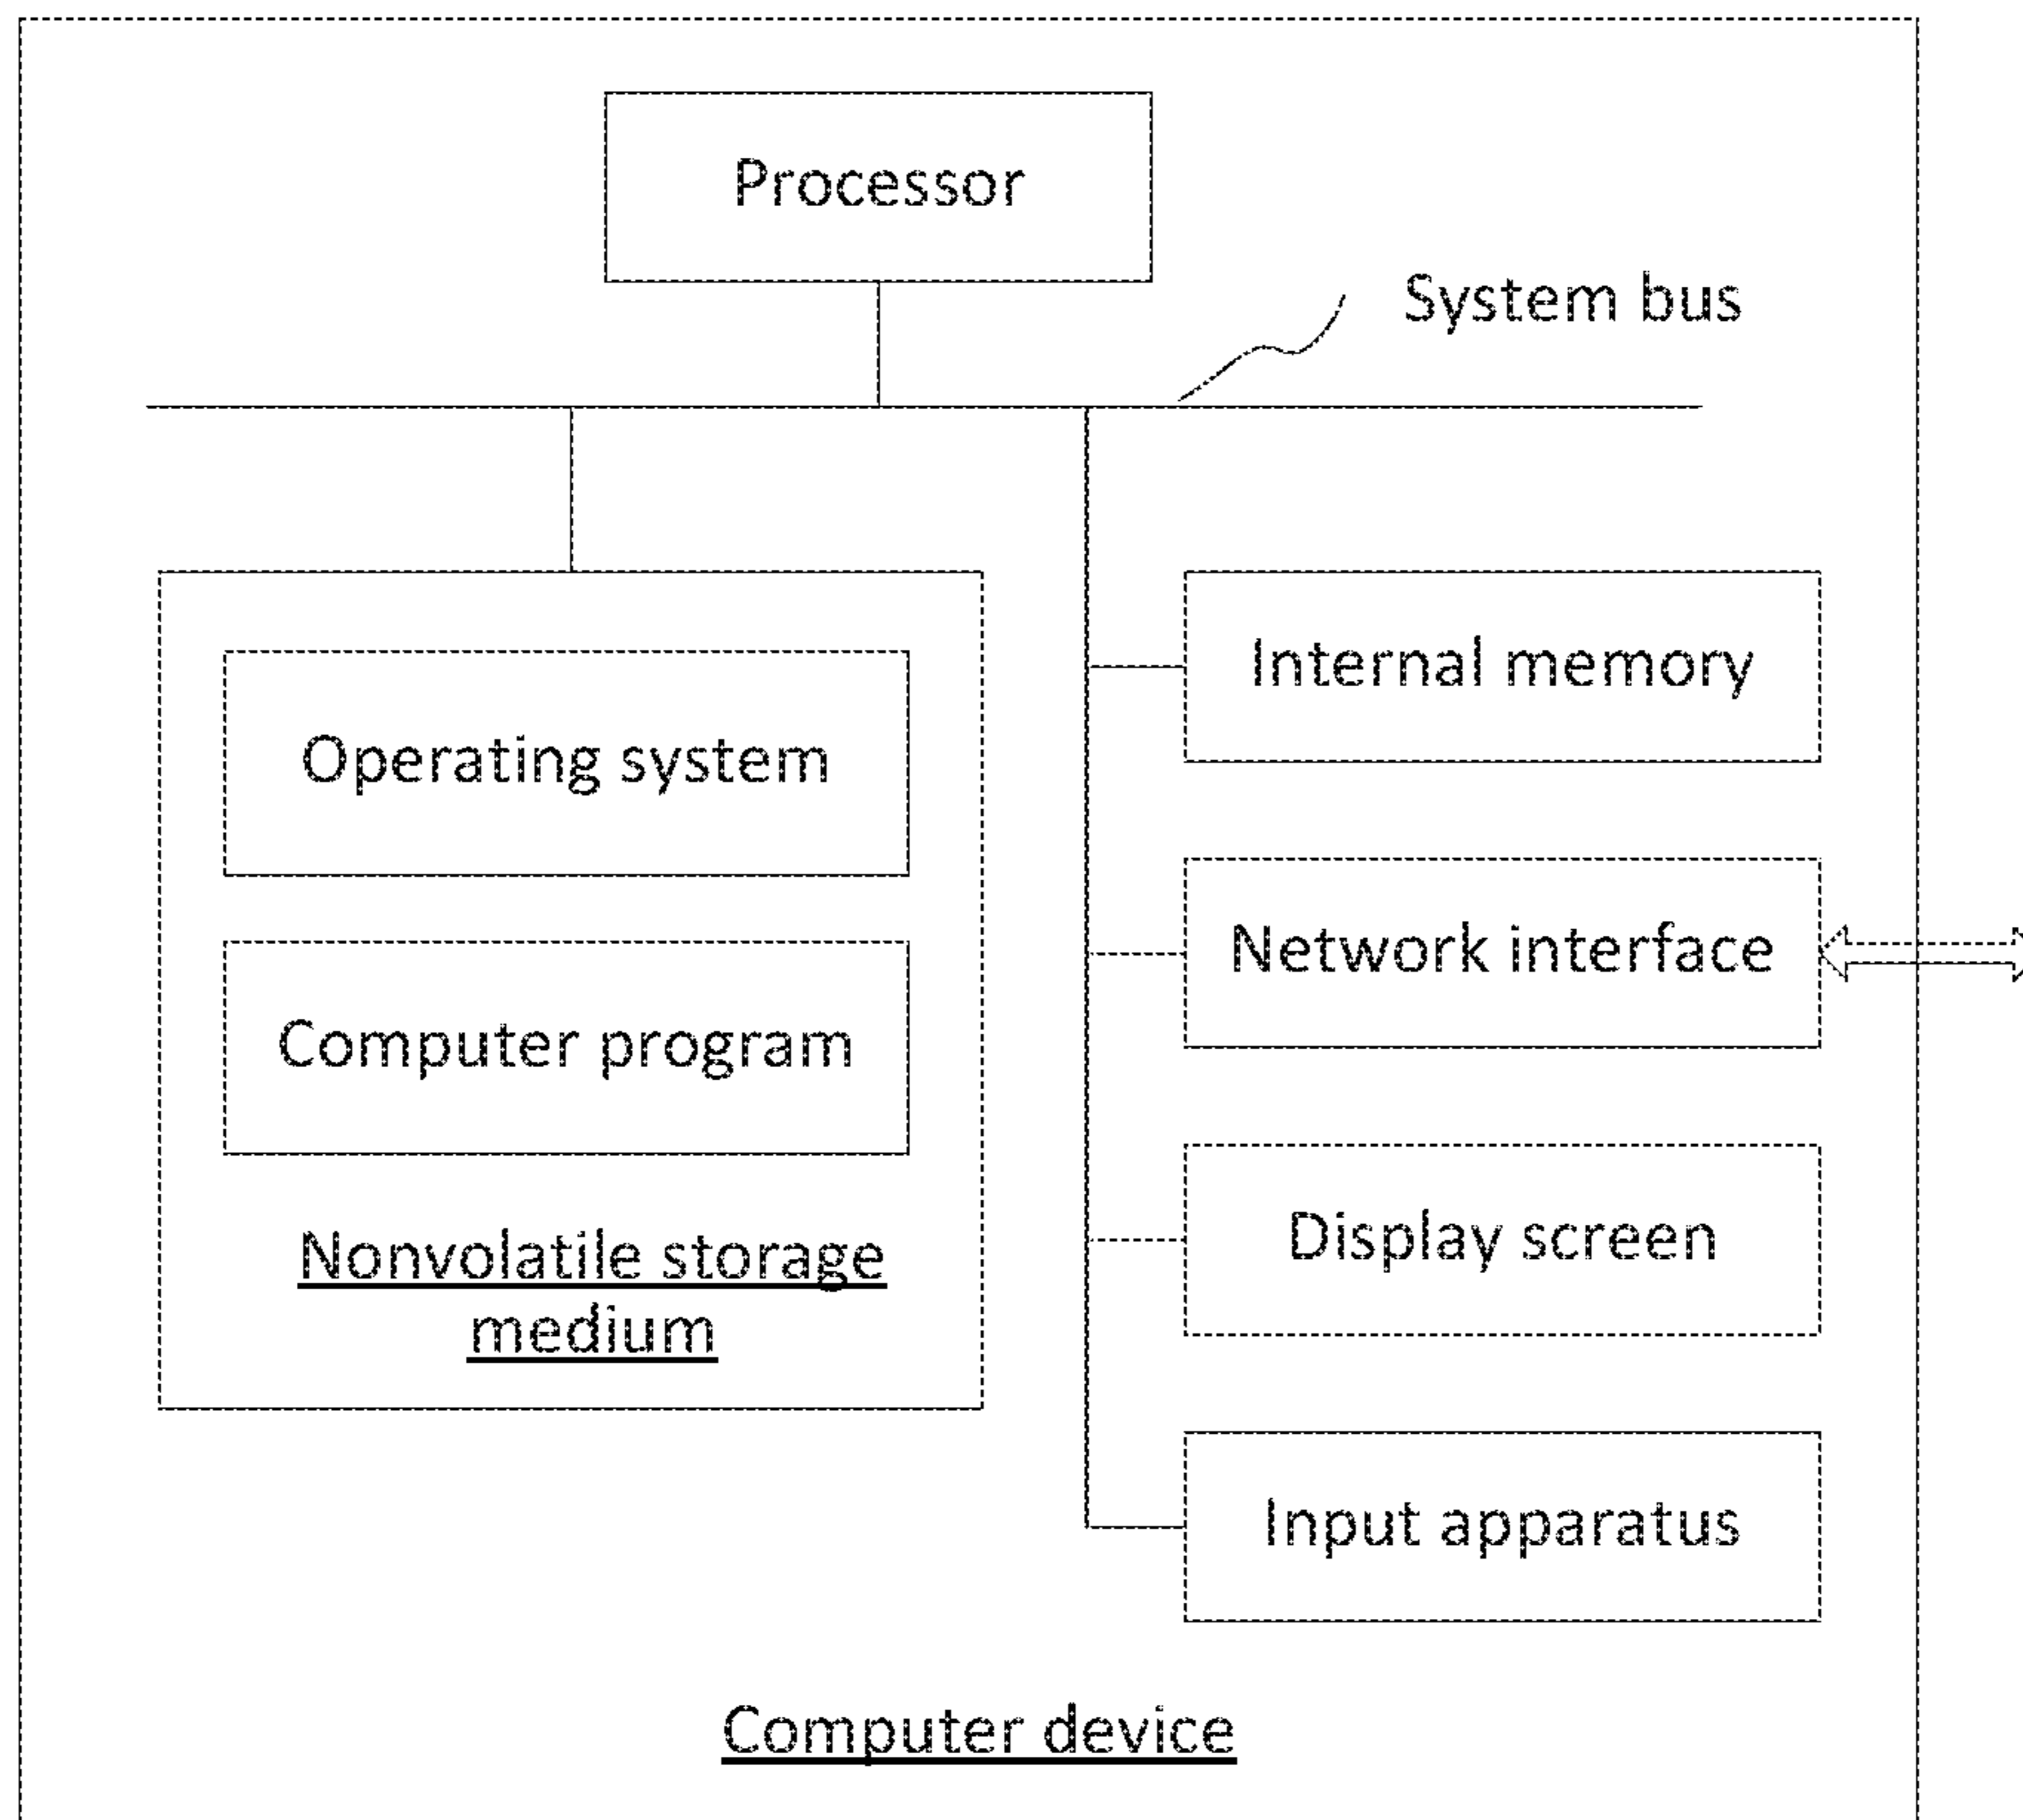 Processor
System bus
Operating system
Computer program
Nonvolatile storage
medium
Internal memory
Network interface
Display screen
Input apparatus
Computer device